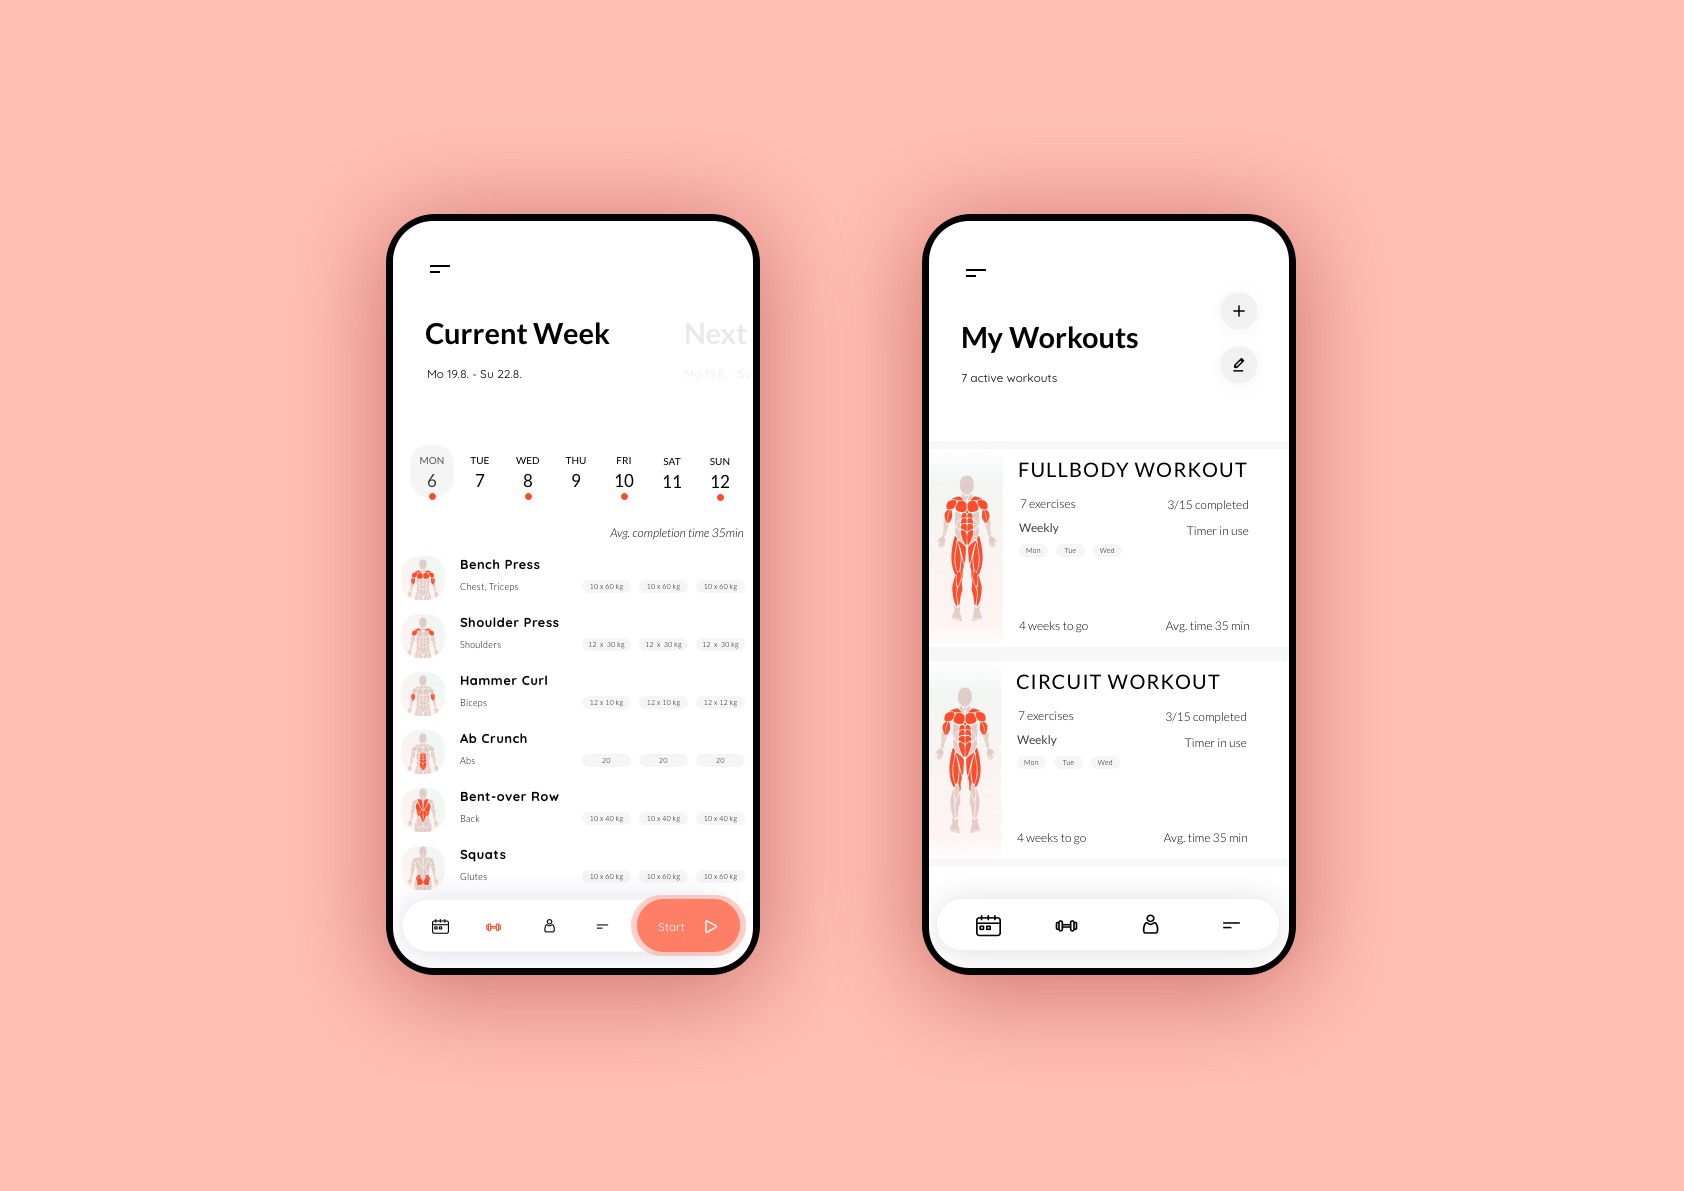 Current Week
Next
Mo 19.8. - Su 22.8.
Mo 19.8. - Su
MON TUE WED THU FRI SAT SUN
6 7 8 9 10 11 12
Avg. completion time 35min
Bench Press
Chest, Triceps 10 x 60 kg 10 x 60 kg 10 x 60 kg
Shoulder Press
Shoulders 12 x 30 kg 12 x 30 kg 12 x 30 kg
Hammer Curl
Biceps 12 x 10 kg 12 x 10 kg 12 x 12 kg
Ab Crunch
Abs 20 20 20
Bent-over Row
Back 10 x 40 kg 10 x 40 kg 10 x 40 kg
Squats
Glutes 10 x 60 kg 10 x 60 kg 10 x 60 kg
Start
My Workouts
7 active workouts
FULLBODY WORKOUT
7 exercises 3/15 completed
Weekly Timer in use
Mon Tue Wed
4 weeks to go Avg. time 35 min
CIRCUIT WORKOUT
7 exercises 3/15 completed
Weekly Timer in use
Mon Tue Wed
4 weeks to go Avg. time 35 min